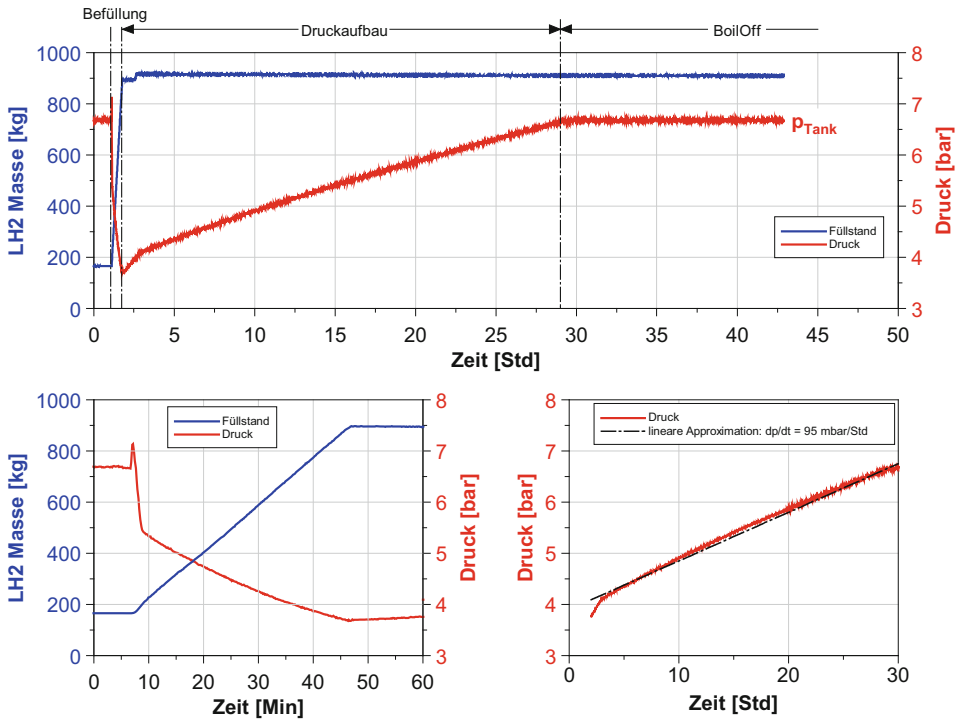 Befüllung
Druckaufbau
BoilOff
1000
800
600
400
200
0
LH2 Masse [kg]
8
7
6
5
4
3
Druck [bar]
pTank
Füllstand
Druck
0 5 10 15 20 25 30 35 40 45 50
Zeit [Std]
1000
800
600
400
200
0
LH2 Masse [kg]
Füllstand
Druck
8
7
6
5
4
3
Druck [bar]
0 10 20 30 40 50 60
Zeit [Min]
8
7
6
5
4
3
Druck [bar]
Druck
lineare Approximation: dp/dt = 95 mbar/Std
0 10 20 30
Zeit [Std]